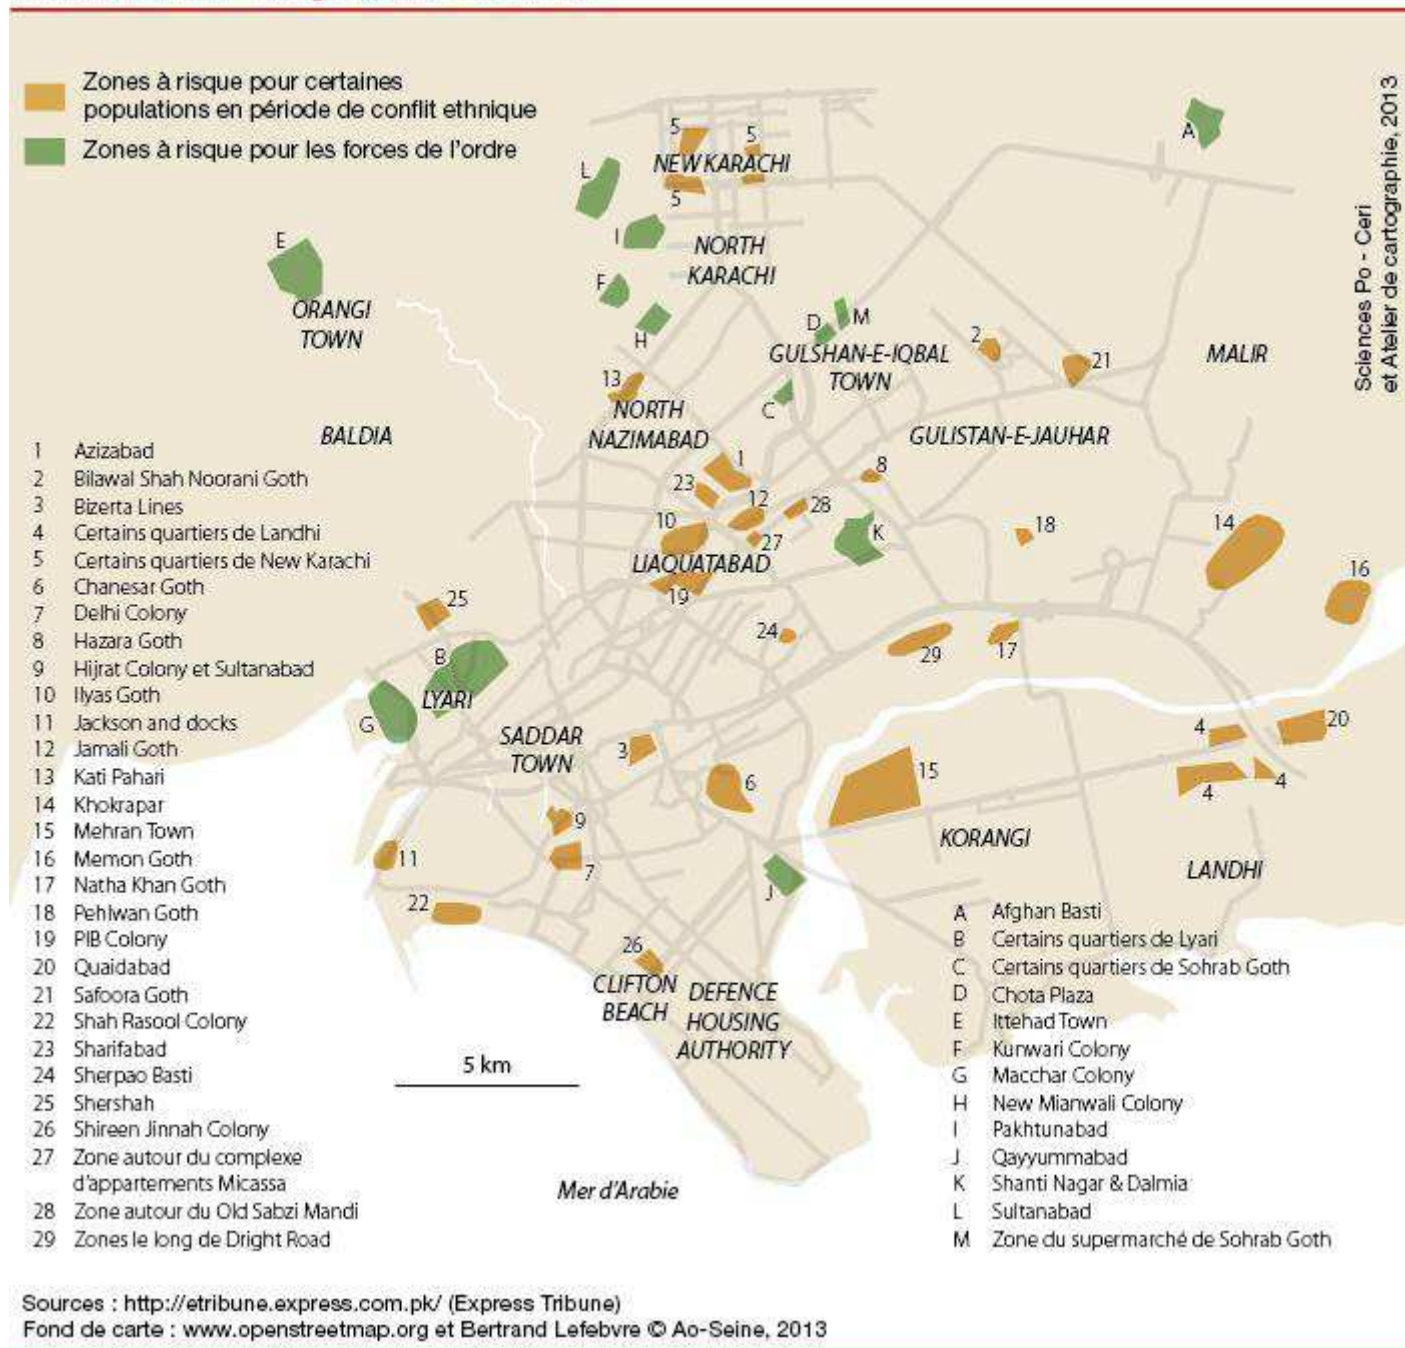 Zones à risque pour certaines
populations en période de conflit ethnique
Zones à risque pour les forces de l'ordre
Sciences Po - Ceri
et Atelier de cartographie, 2013
A
5
5
NEW KARACHI
5
L
I
NORTH
KARACHI
E
ORANGI
TOWN
F
H
D
M
GULSHAN-E-IQBAL
TOWN
2
21
MALIR
13
NORTH
NAZIMABAD
C
BALDIA
GULISTAN-E-JAUHAR
1
8
23
12
28
10
27
K
18
14
LIAQUATABAD
19
16
25
24
29
17
B
LYARI
G
SADDAR
TOWN
3
6
15
4
20
4
4
9
7
11
22
KORANGI
LANDHI
J
26
CLIFTON
BEACH
DEFENCE
HOUSING
AUTHORITY
5 km
Mer d'Arabie
1 Azizabad
2 Bilawal Shah Noorani Goth
3 Bizerta Lines
4 Certains quartiers de Landhi
5 Certains quartiers de New Karachi
6 Chanesar Goth
7 Delhi Colony
8 Hazara Goth
9 Hijrat Colony et Sultanabad
10 Ilyas Goth
11 Jackson and docks
12 Jamali Goth
13 Kati Pahari
14 Khokrapar
15 Mehran Town
16 Memon Goth
17 Natha Khan Goth
18 Pehlwan Goth
19 PIB Colony
20 Quaidabad
21 Safoora Goth
22 Shah Rasool Colony
23 Sharifabad
24 Sherpao Basti
25 Shershah
26 Shireen Jinnah Colony
27 Zone autour du complexe
d'appartements Micassa
28 Zone autour du Old Sabzi Mandi
29 Zones le long de Dright Road
A Afghan Basti
B Certains quartiers de Lyari
C Certains quartiers de Sohrab Goth
D Chota Plaza
E Ittehad Town
F Kunwari Colony
G Macchar Colony
H New Mianwali Colony
I Pakhtunabad
J Qayyummabad
K Shanti Nagar & Dalmia
L Sultanabad
M Zone du supermarché de Sohrab Goth
Sources : http://etribune.express.com.pk/ (Express Tribune)
Fond de carte : www.openstreetmap.org et Bertrand Lefebvre © Ao-Seine, 2013